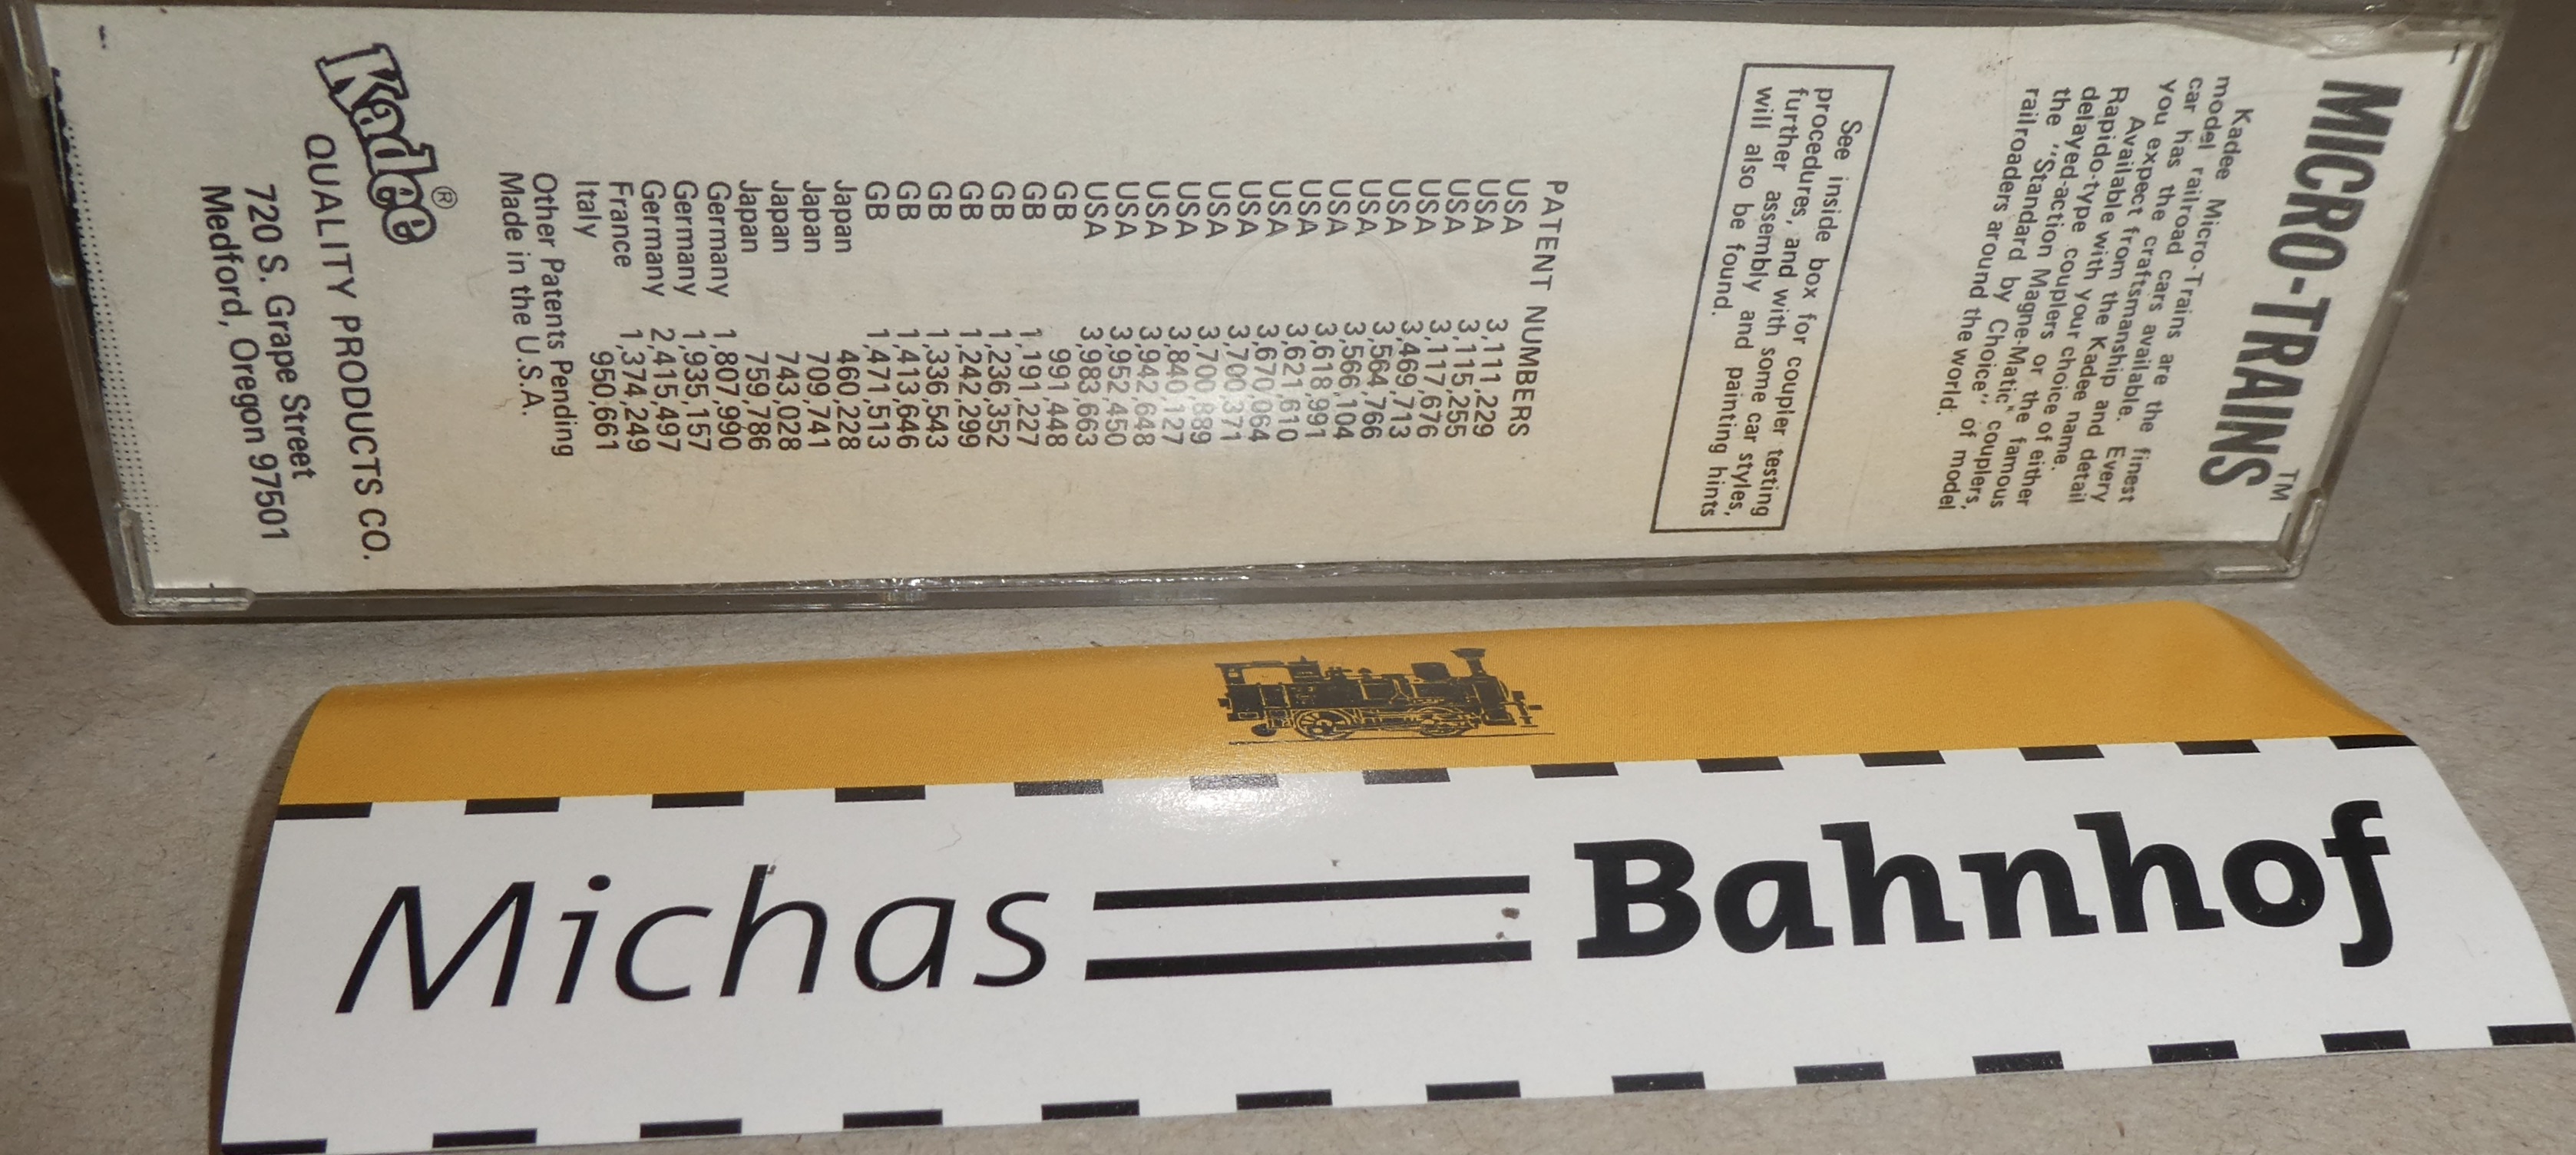 MICRO-TRAINS™
Kadee Micro-Trains are the finest
model railroad cars available. Every
car has the craftsmanship and detail
you expect from the Kadee name.
Available with your choice of either
Rapido-type couplers or the famous
delayed-action Magne-Matic® couplers,
the "Standard by Choice" of model
railroaders around the world.
See inside box for coupler testing
procedures, and with some car styles,
further assembly and painting hints
will also be found.
PATENT NUMBERS
USA 3,111,229
USA 3,115,255
USA 3,117,676
USA 3,469,713
USA 3,564,766
USA 3,566,104
USA 3,618,991
USA 3,621,610
USA 3,670,064
USA 3,700,371
USA 3,700,889
USA 3,840,127
USA 3,942,648
USA 3,952,450
USA 3,983,663
GB 991,448
GB 1,191,227
GB 1,236,352
GB 1,242,299
GB 1,336,543
GB 1,413,646
GB 1,471,513
Japan 460,228
Japan 709,741
Japan 743,028
Japan 759,786
Germany 1,807,990
Germany 1,935,157
Germany 2,415,497
France 1,374,249
Italy 950,661
Other Patents Pending
Made in the U.S.A.
Kadee®
QUALITY PRODUCTS CO.
720 S. Grape Street
Medford, Oregon 97501
Michas Bahnhof